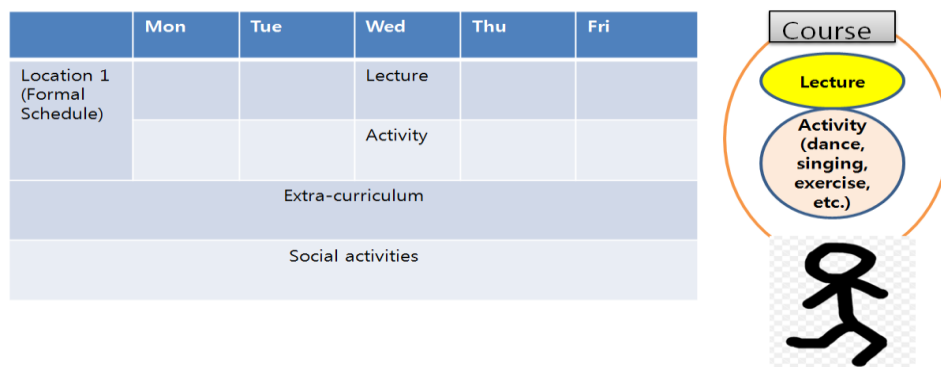 Mon Tue Wed Thu Fri
Location 1
(Formal
Schedule)
Lecture
Activity
Extra-curriculum
Social activities
Course
Lecture
Activity
(dance,
singing,
exercise,
etc.)